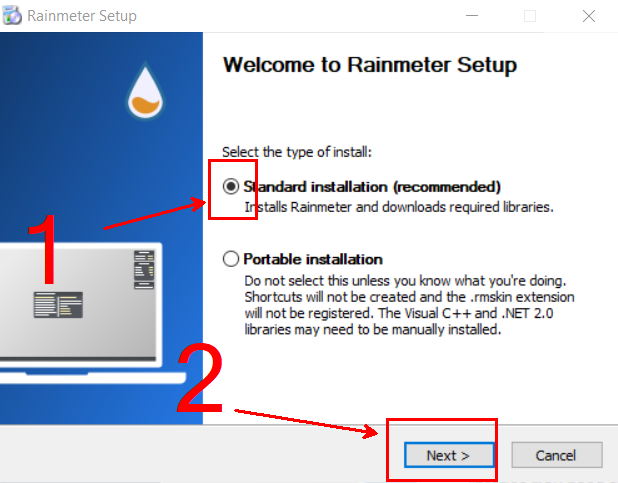 Rainmeter Setup
Welcome to Rainmeter Setup
Select the type of install:
Standard installation (recommended)
Installs Rainmeter and downloads required libraries.
1
Portable installation
Do not select this unless you know what you're doing.
Shortcuts will not be created and the .rmskin extension
will not be registered. The Visual C++ and .NET 2.0
libraries may need to be manually installed.
2
Next >
Cancel